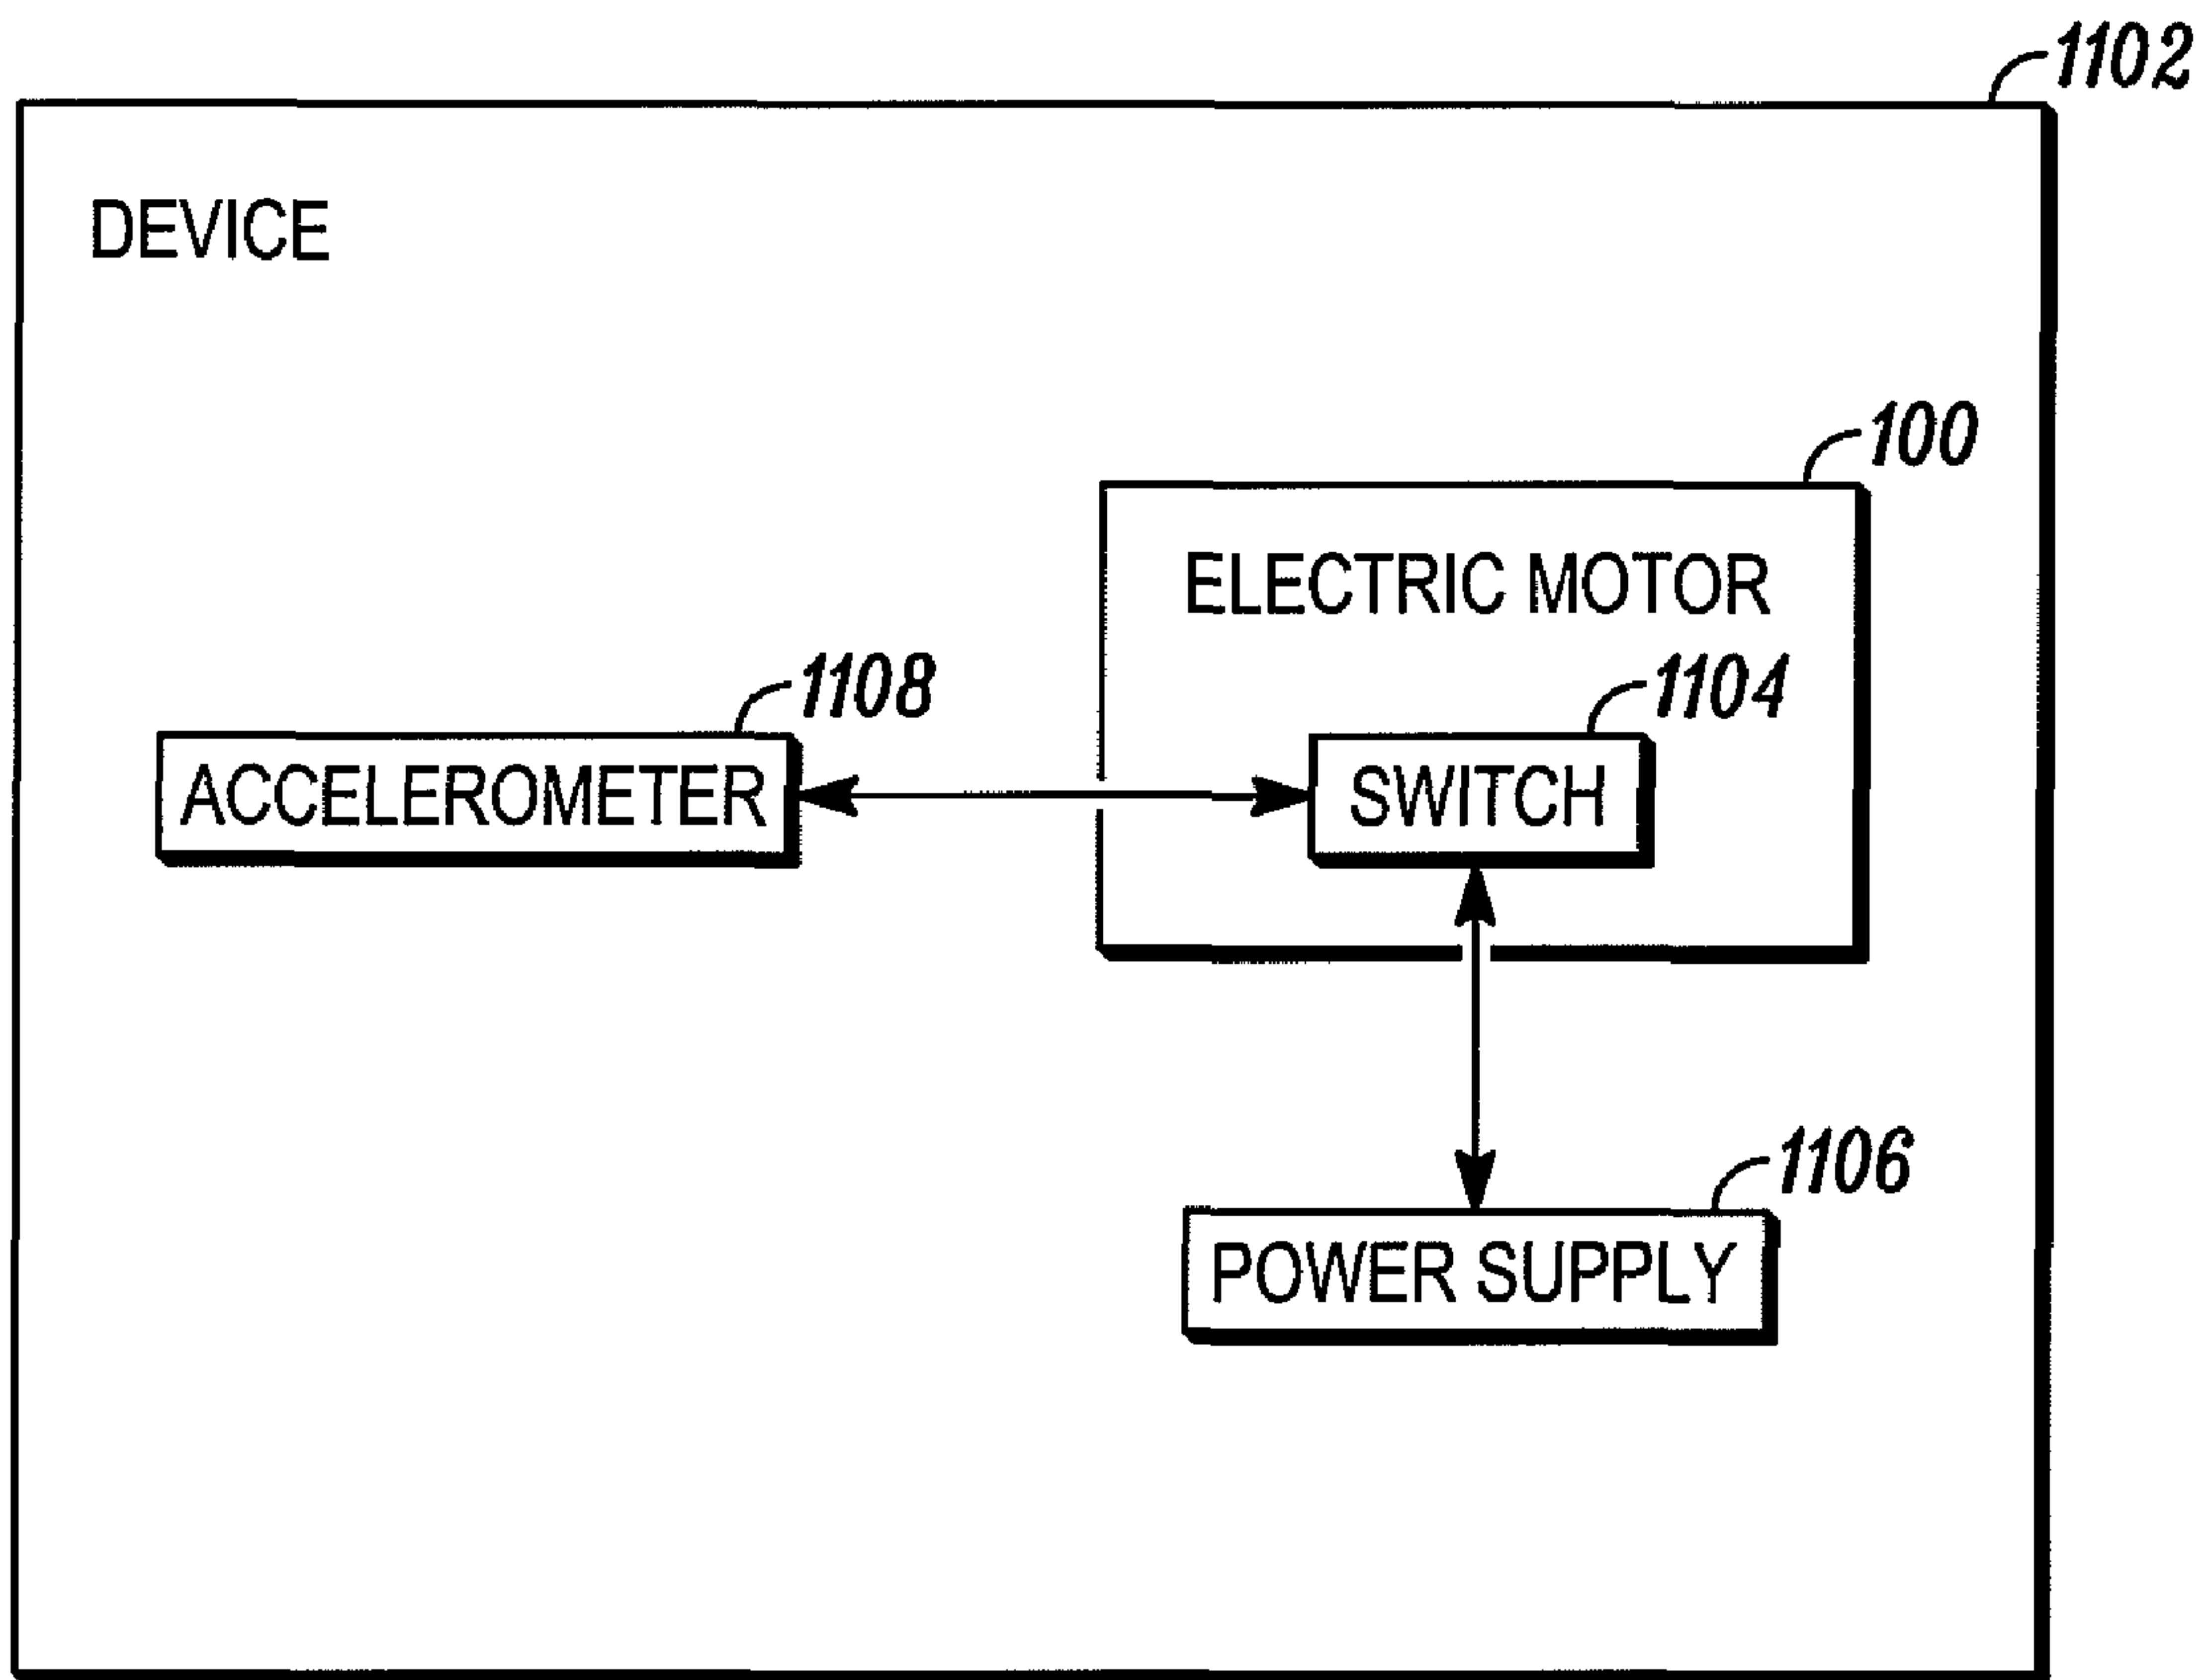 1102
DEVICE
100
ELECTRIC MOTOR
1108
1104
ACCELEROMETER
SWITCH
1106
POWER SUPPLY